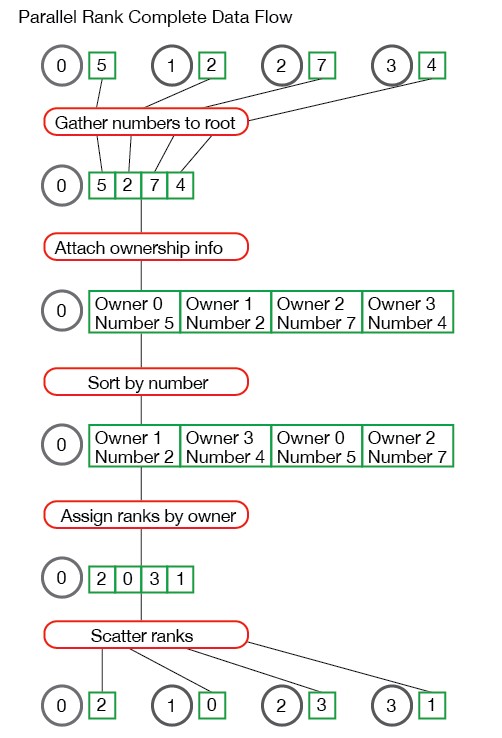 Parallel Rank Complete Data Flow
0 5 1 2 2 7 3 4
Gather numbers to root
0 5 2 7 4
Attach ownership info
0 Owner 0 Owner 1 Owner 2 Owner 3
Number 5 Number 2 Number 7 Number 4
Sort by number
0 Owner 1 Owner 3 Owner 0 Owner 2
Number 2 Number 4 Number 5 Number 7
Assign ranks by owner
0 2 0 3 1
Scatter ranks
0 2 1 0 2 3 3 1